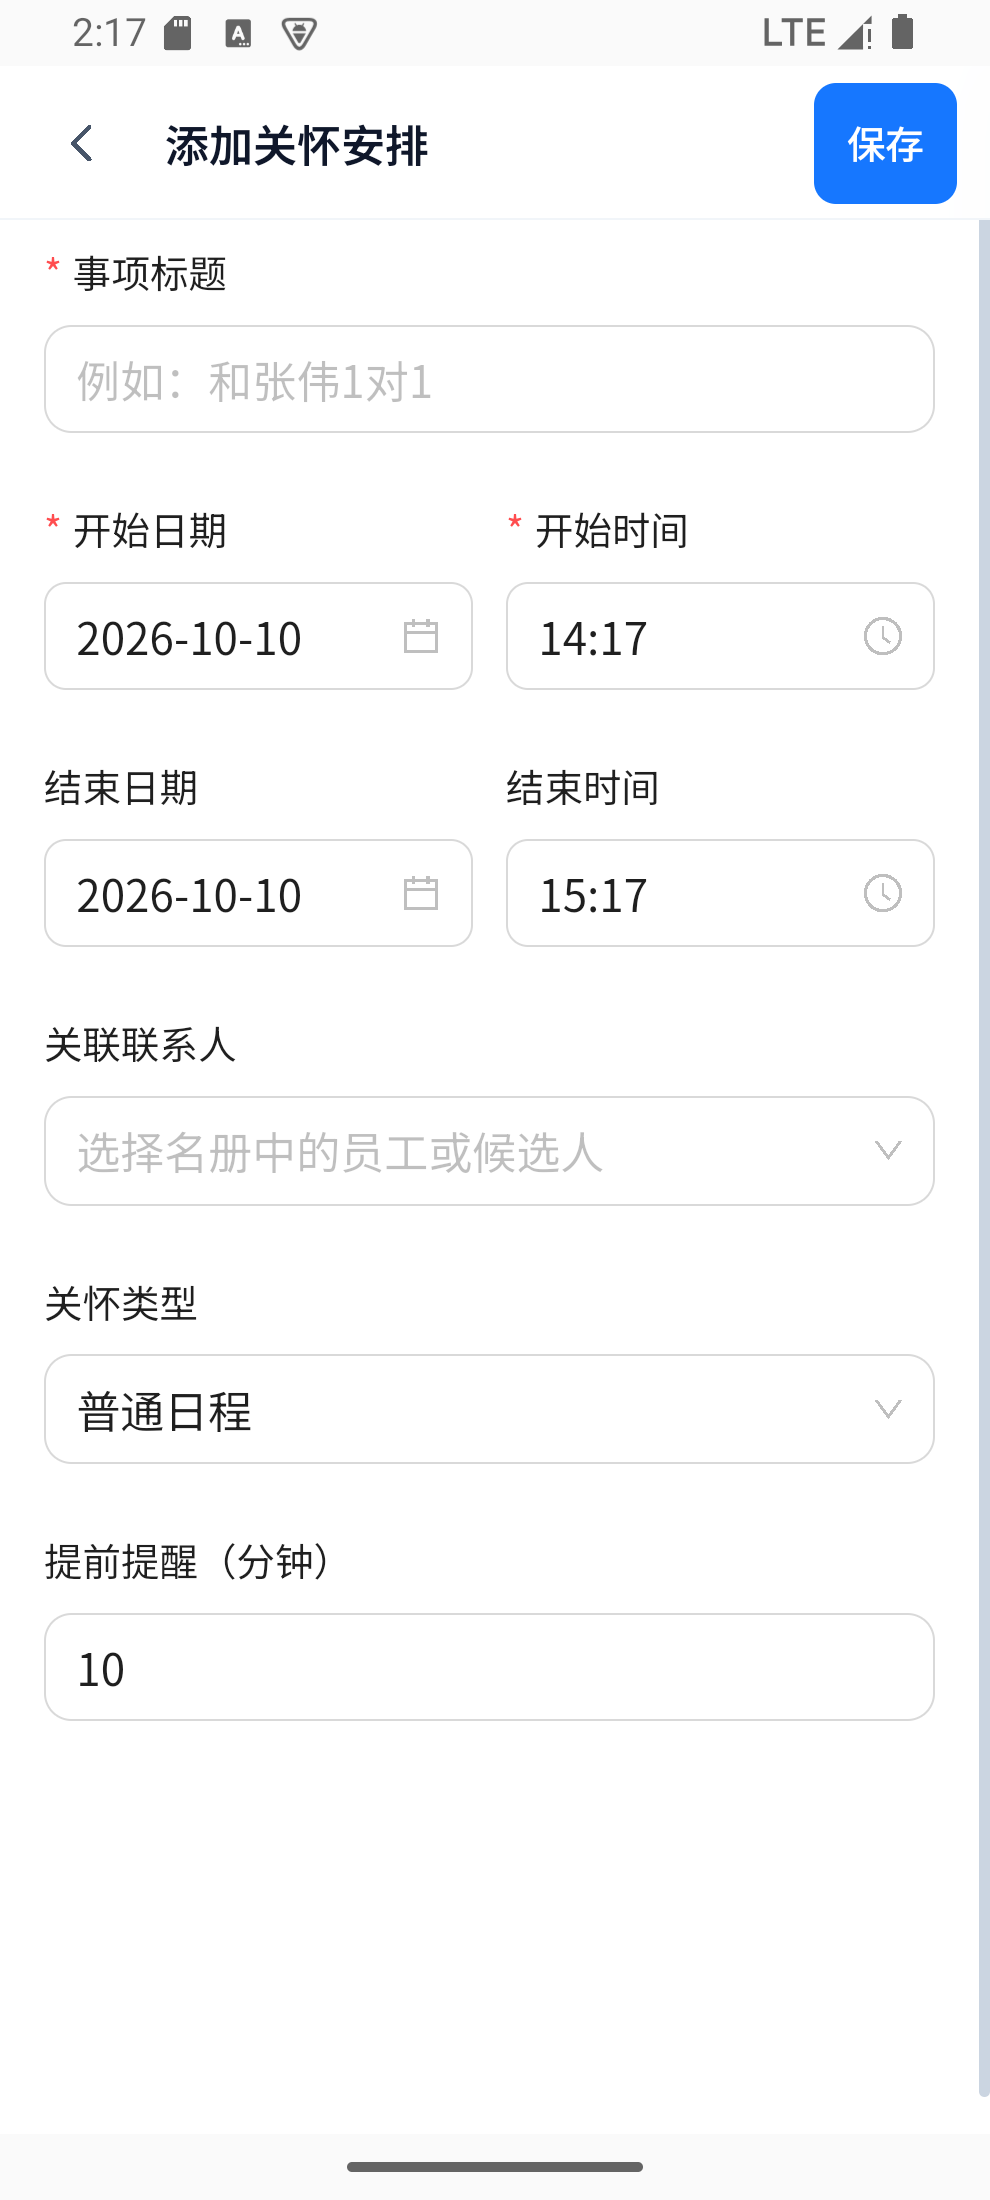 2:17
LTE
添加关怀安排
保存
* 事项标题
例如：和张伟1对1
* 开始日期
* 开始时间
2026-10-10
14:17
结束日期
结束时间
2026-10-10
15:17
关联联系人
选择名册中的员工或候选人
关怀类型
普通日程
提前提醒（分钟）
10